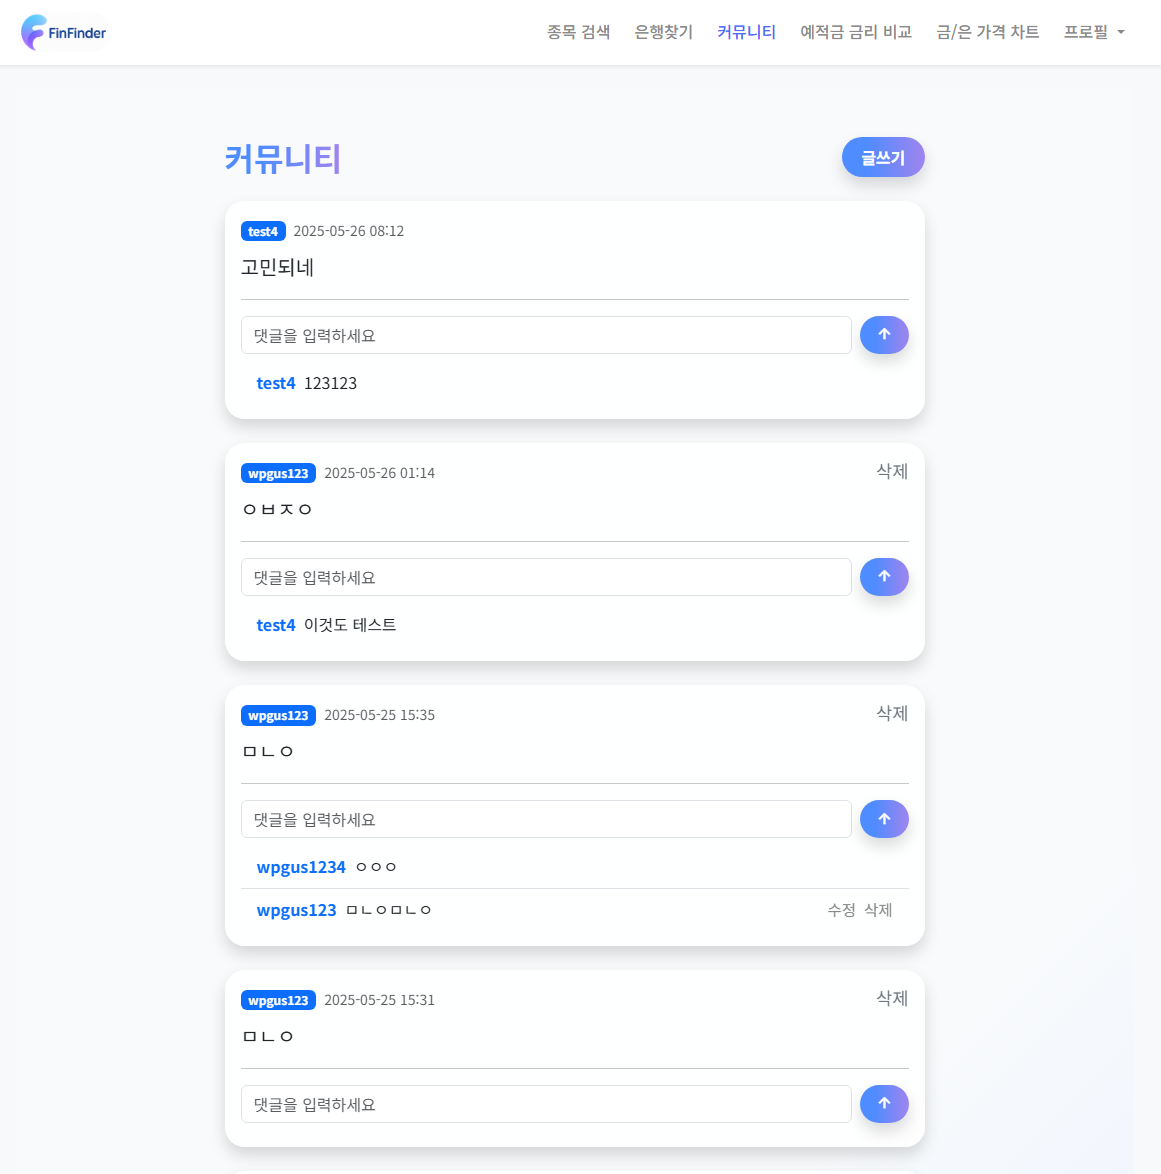 FinFinder 종목 검색 은행찾기 커뮤니티 예적금 금리 비교 금/은 가격 차트 프로필
커뮤니티 글쓰기
test4 2025-05-26 08:12
고민되네
댓글을 입력하세요
test4 123123
wpgus123 2025-05-26 01:14 삭제
ㅇㅂㅈㅇ
댓글을 입력하세요
test4 이것도 테스트
wpgus123 2025-05-25 15:35 삭제
ㅁㄴㅇ
댓글을 입력하세요
wpgus1234 ㅇㅇㅇ
wpgus123 ㅁㄴㅇㅁㄴㅇ 수정 삭제
wpgus123 2025-05-25 15:31 삭제
ㅁㄴㅇ
댓글을 입력하세요